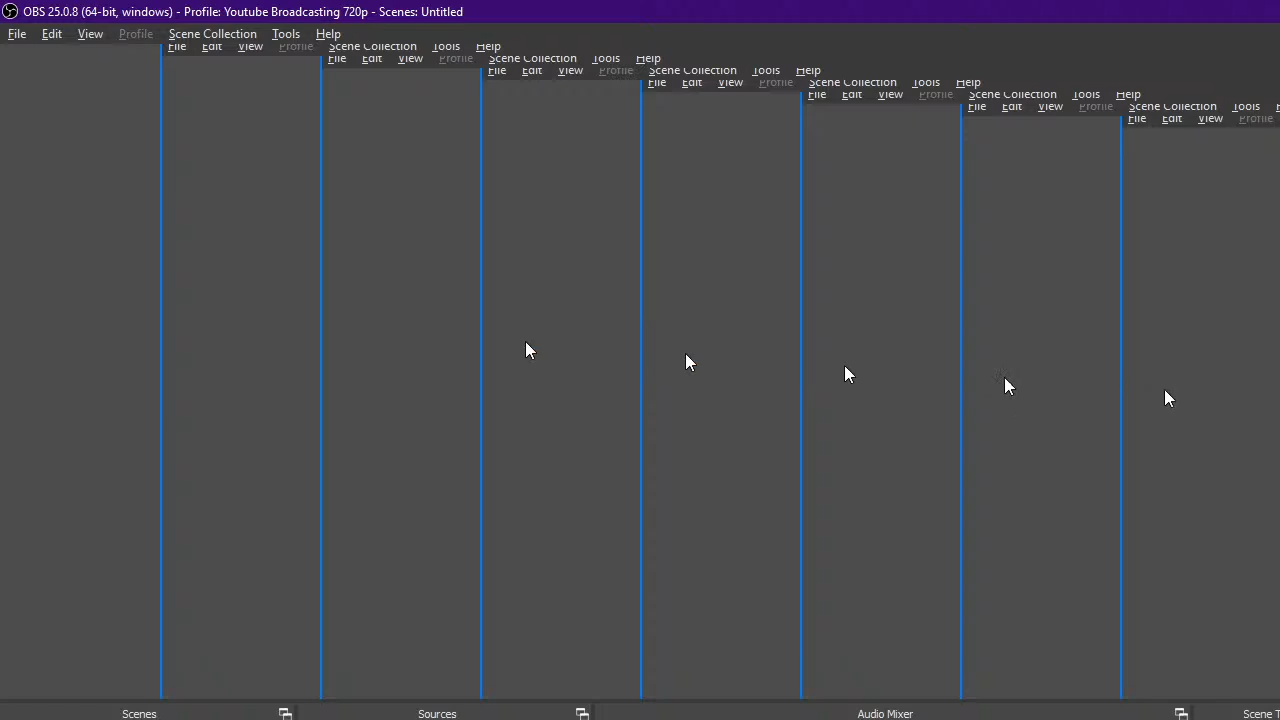 OBS 25.0.8 (64-bit, windows) - Profile: Youtube Broadcasting 720p - Scenes: Untitled
File Edit View Profile Scene Collection Tools Help
File Edit View Profile Scene Collection Tools Help
File Edit View Profile Scene Collection Tools Help
File Edit View Profile Scene Collection Tools Help
File Edit View Profile Scene Collection Tools Help
File Edit View Profile Scene Collection Tools Help
File Edit View Profile Scene Collection Tools
File Edit View Profile
Scenes Sources Audio Mixer Scene T